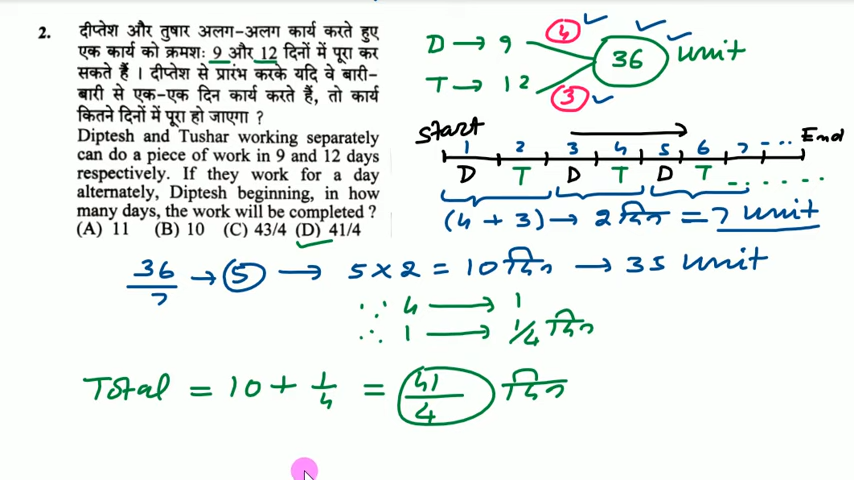 2. दीप्तेश और तुषार अलग-अलग कार्य करते हुए
एक कार्य को क्रमशः 9 और 12 दिनों में पूरा कर
सकते हैं । दीप्तेश से प्रारंभ करके यदि वे बारी-
बारी से एक-एक दिन कार्य करते हैं, तो कार्य
कितने दिनों में पूरा हो जाएगा ?
Diptesh and Tushar working separately
can do a piece of work in 9 and 12 days
respectively. If they work for a day
alternately, Diptesh beginning, in how
many days, the work will be completed ?
(A) 11 (B) 10 (C) 43/4 (D) 41/4
D → 9 4
36 unit
T → 12 3
Start End
1 2 3 4 5 6 7 - ...
D T D T D T - ......
(4 + 3) → 2 दिन = 7 unit
36/7 → 5 → 5 x 2 = 10 दिन → 35 unit
∵ 4 → 1
∴ 1 → 1/4 दिन
Total = 10 + 1/4 = 41/4 दिन